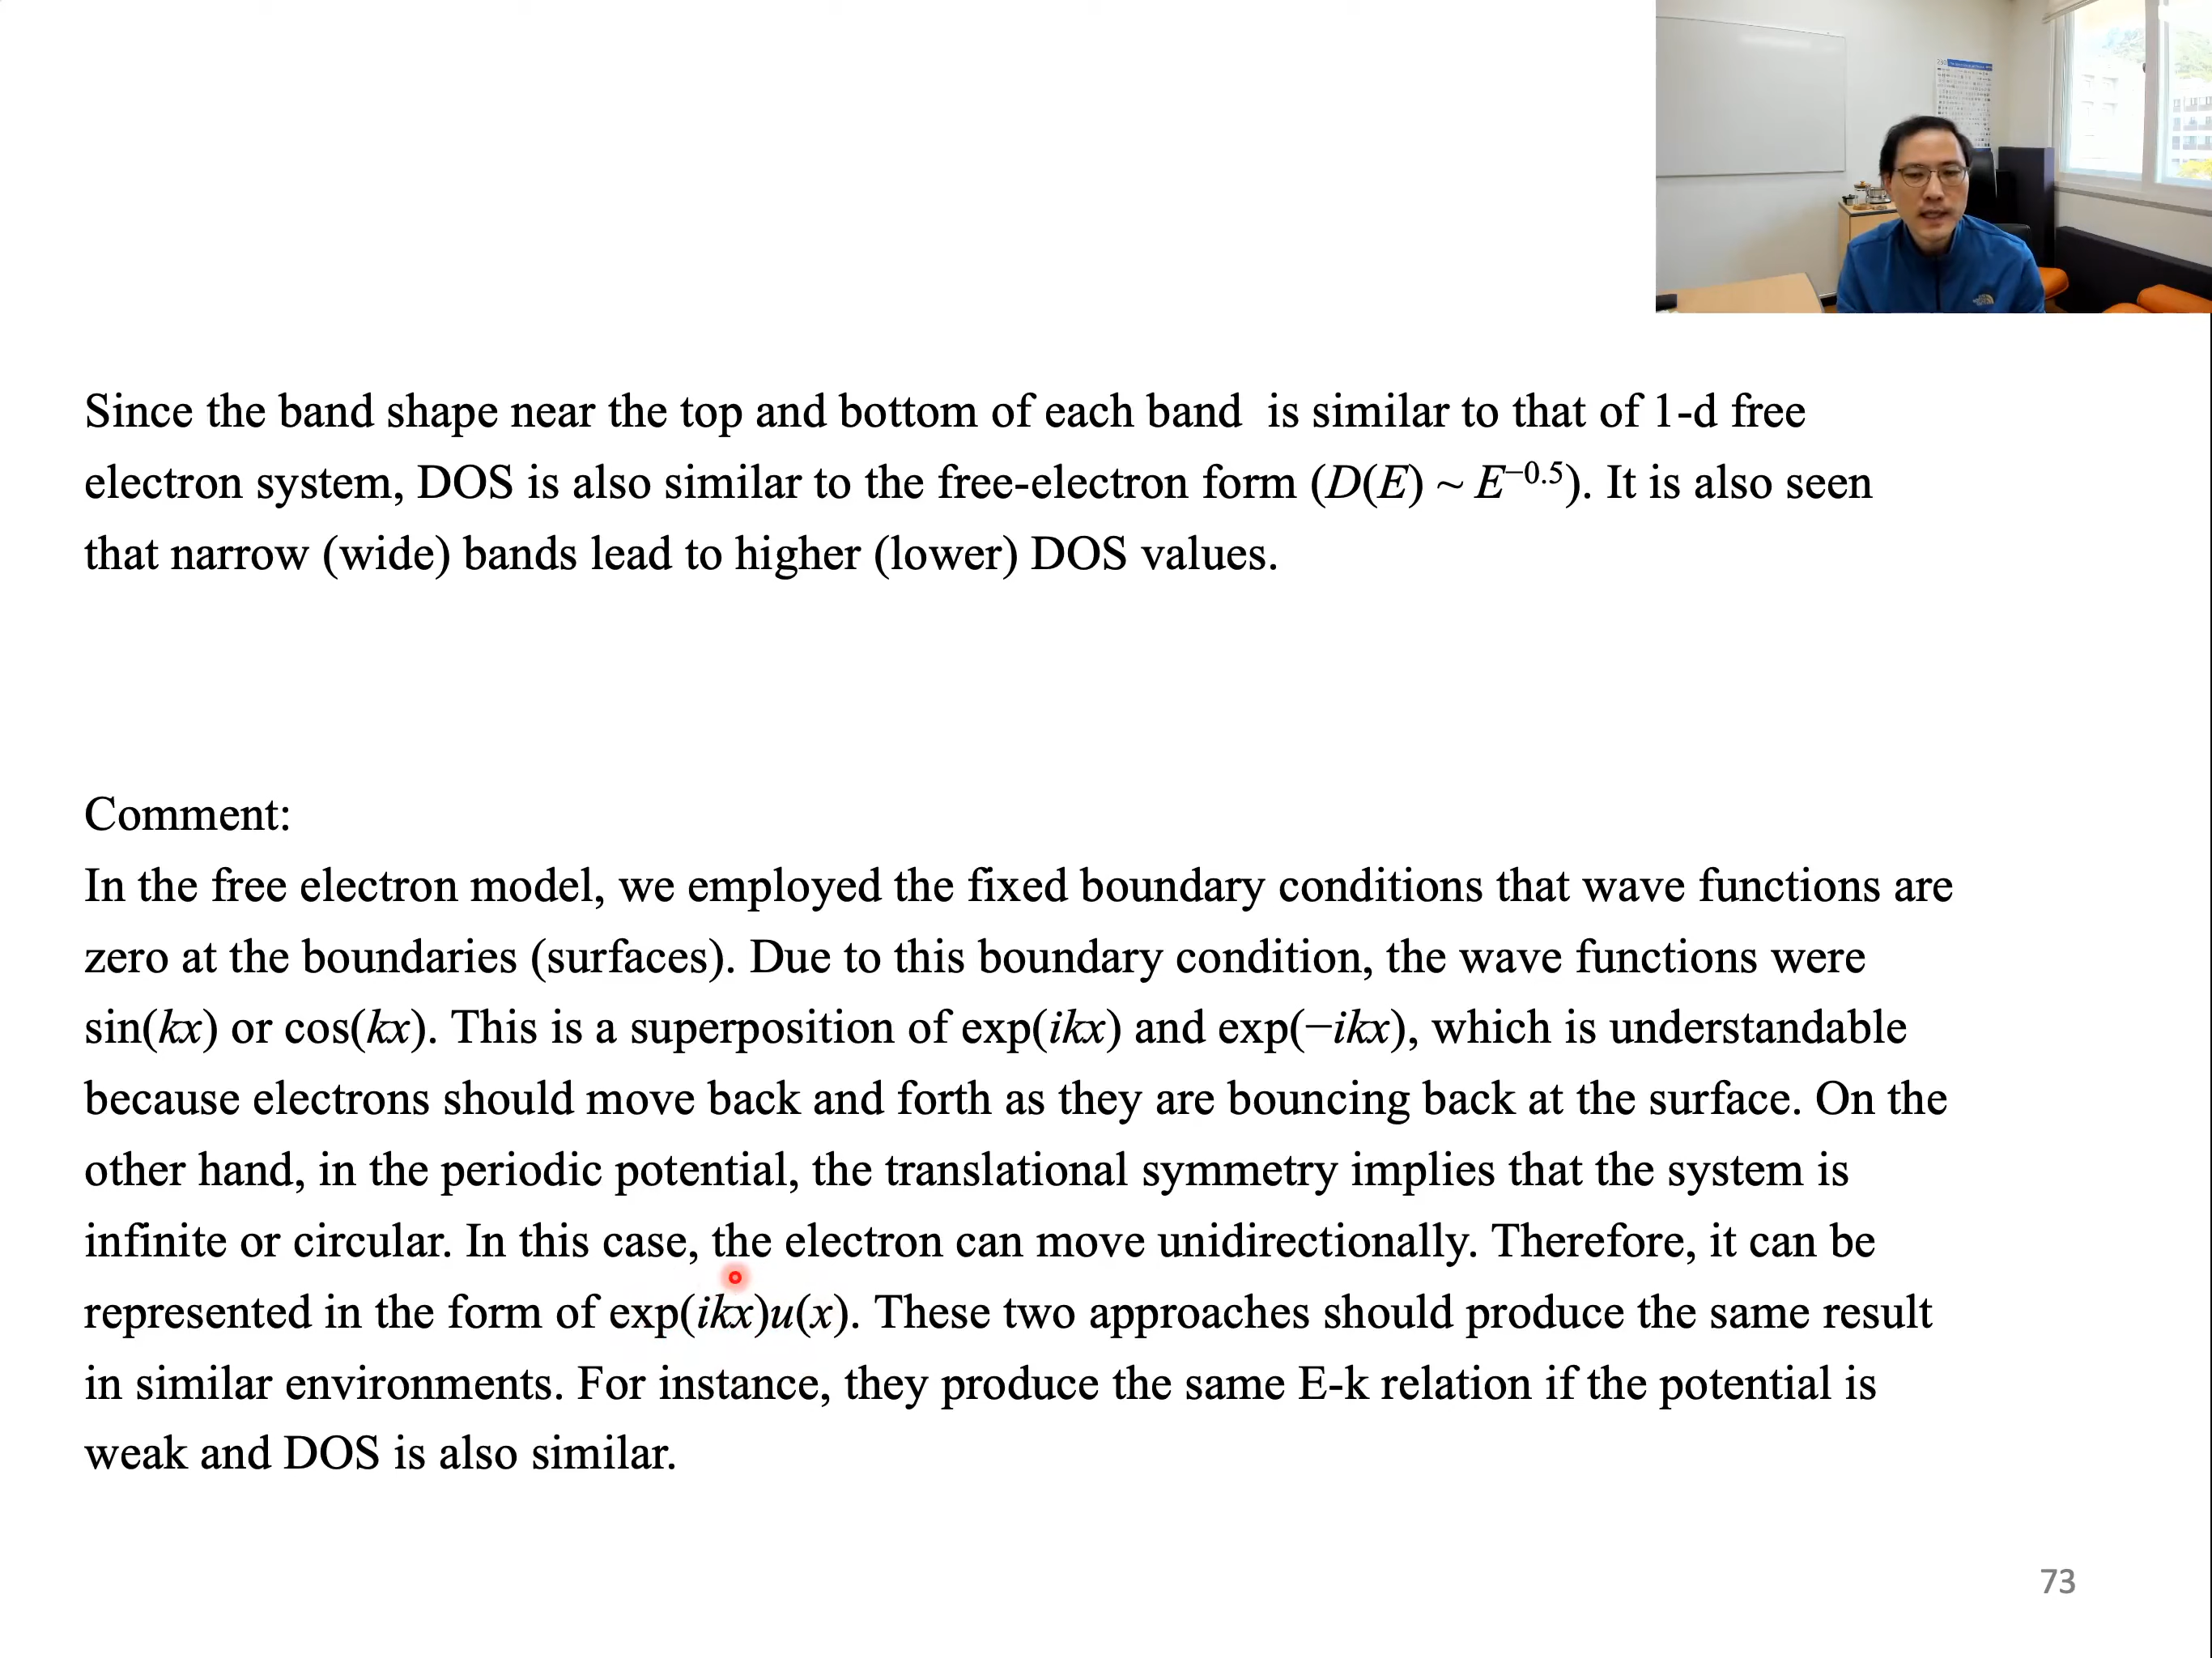 Since the band shape near the top and bottom of each band  is similar to that of 1-d free
electron system, DOS is also similar to the free-electron form (D(E) ~ E⁻⁰·⁵). It is also seen
that narrow (wide) bands lead to higher (lower) DOS values.
Comment:
In the free electron model, we employed the fixed boundary conditions that wave functions are
zero at the boundaries (surfaces). Due to this boundary condition, the wave functions were
sin(kx) or cos(kx). This is a superposition of exp(ikx) and exp(−ikx), which is understandable
because electrons should move back and forth as they are bouncing back at the surface. On the
other hand, in the periodic potential, the translational symmetry implies that the system is
infinite or circular. In this case, the electron can move unidirectionally. Therefore, it can be
represented in the form of exp(ikx)u(x). These two approaches should produce the same result
in similar environments. For instance, they produce the same E-k relation if the potential is
weak and DOS is also similar.
73